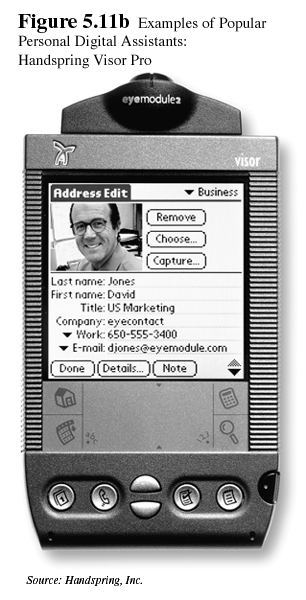 Figure 5.11b Examples of Popular
Personal Digital Assistants:
Handspring Visor Pro
eyemodule2
visor
Address Edit
Business
Remove
Choose...
Capture...
Last name: Jones
First name: David
Title: US Marketing
Company: eyecontact
Work: 650-555-3400
E-mail: djones@eyemodule.com
Done Details... Note
Source: Handspring, Inc.